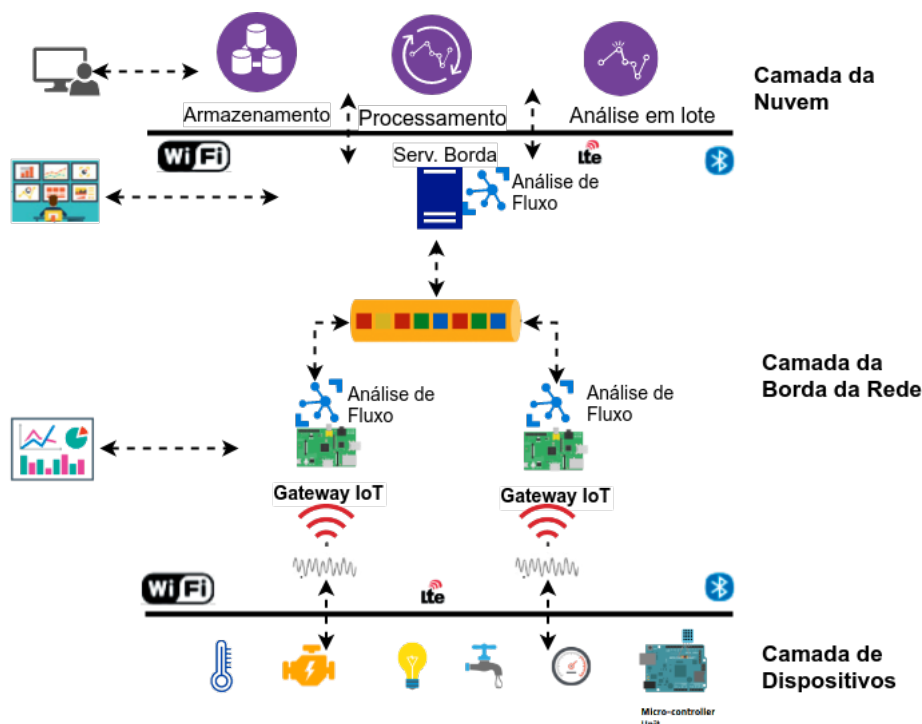 Armazenamento
Processamento
Análise em lote
Camada da
Nuvem
WiFi
Serv. Borda
Lte
Análise de
Fluxo
Camada da
Borda da Rede
Análise de
Fluxo
Análise de
Fluxo
Gateway IoT
Gateway IoT
WiFi
Lte
Camada de
Dispositivos
Micro-controller